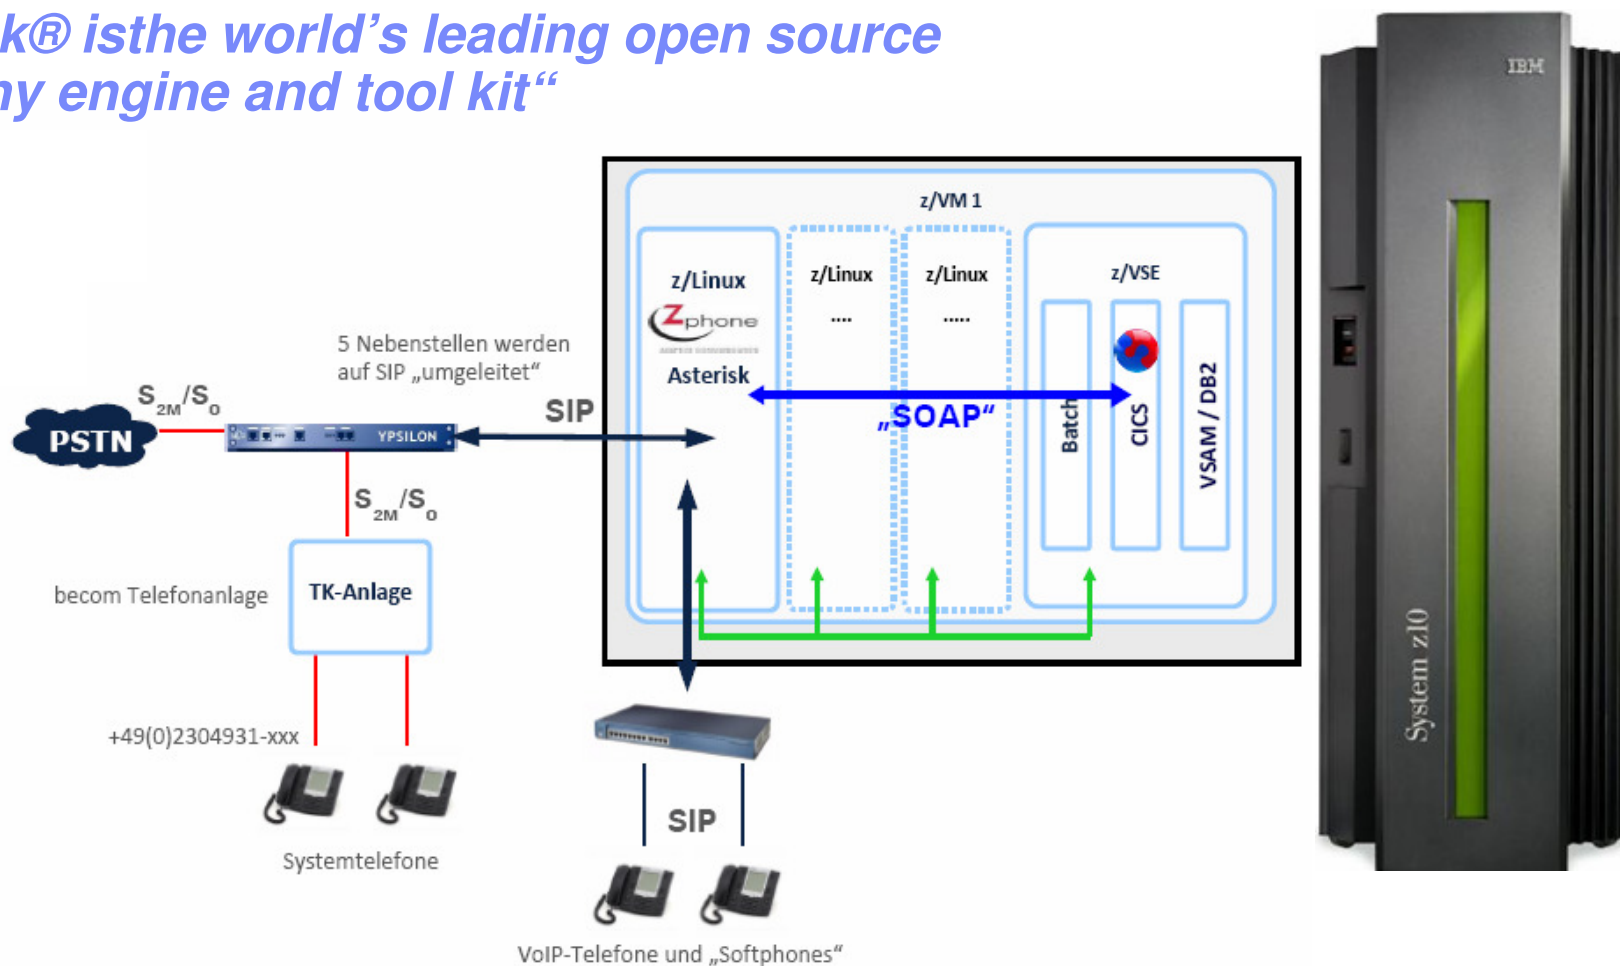 k® isthe world’s leading open source
ny engine and tool kit“
IBM
z/VM 1
z/Linux
Zphone
Asterisk
z/Linux
....
z/Linux
.....
z/VSE
Batch
CICS
VSAM / DB2
„SOAP“
5 Nebenstellen werden
auf SIP „umgeleitet“
S2M/S0
SIP
PSTN
YPSILON
S2M/S0
becom Telefonanlage
TK-Anlage
+49(0)2304931-xxx
Systemtelefone
SIP
VoIP-Telefone und „Softphones“
System z10